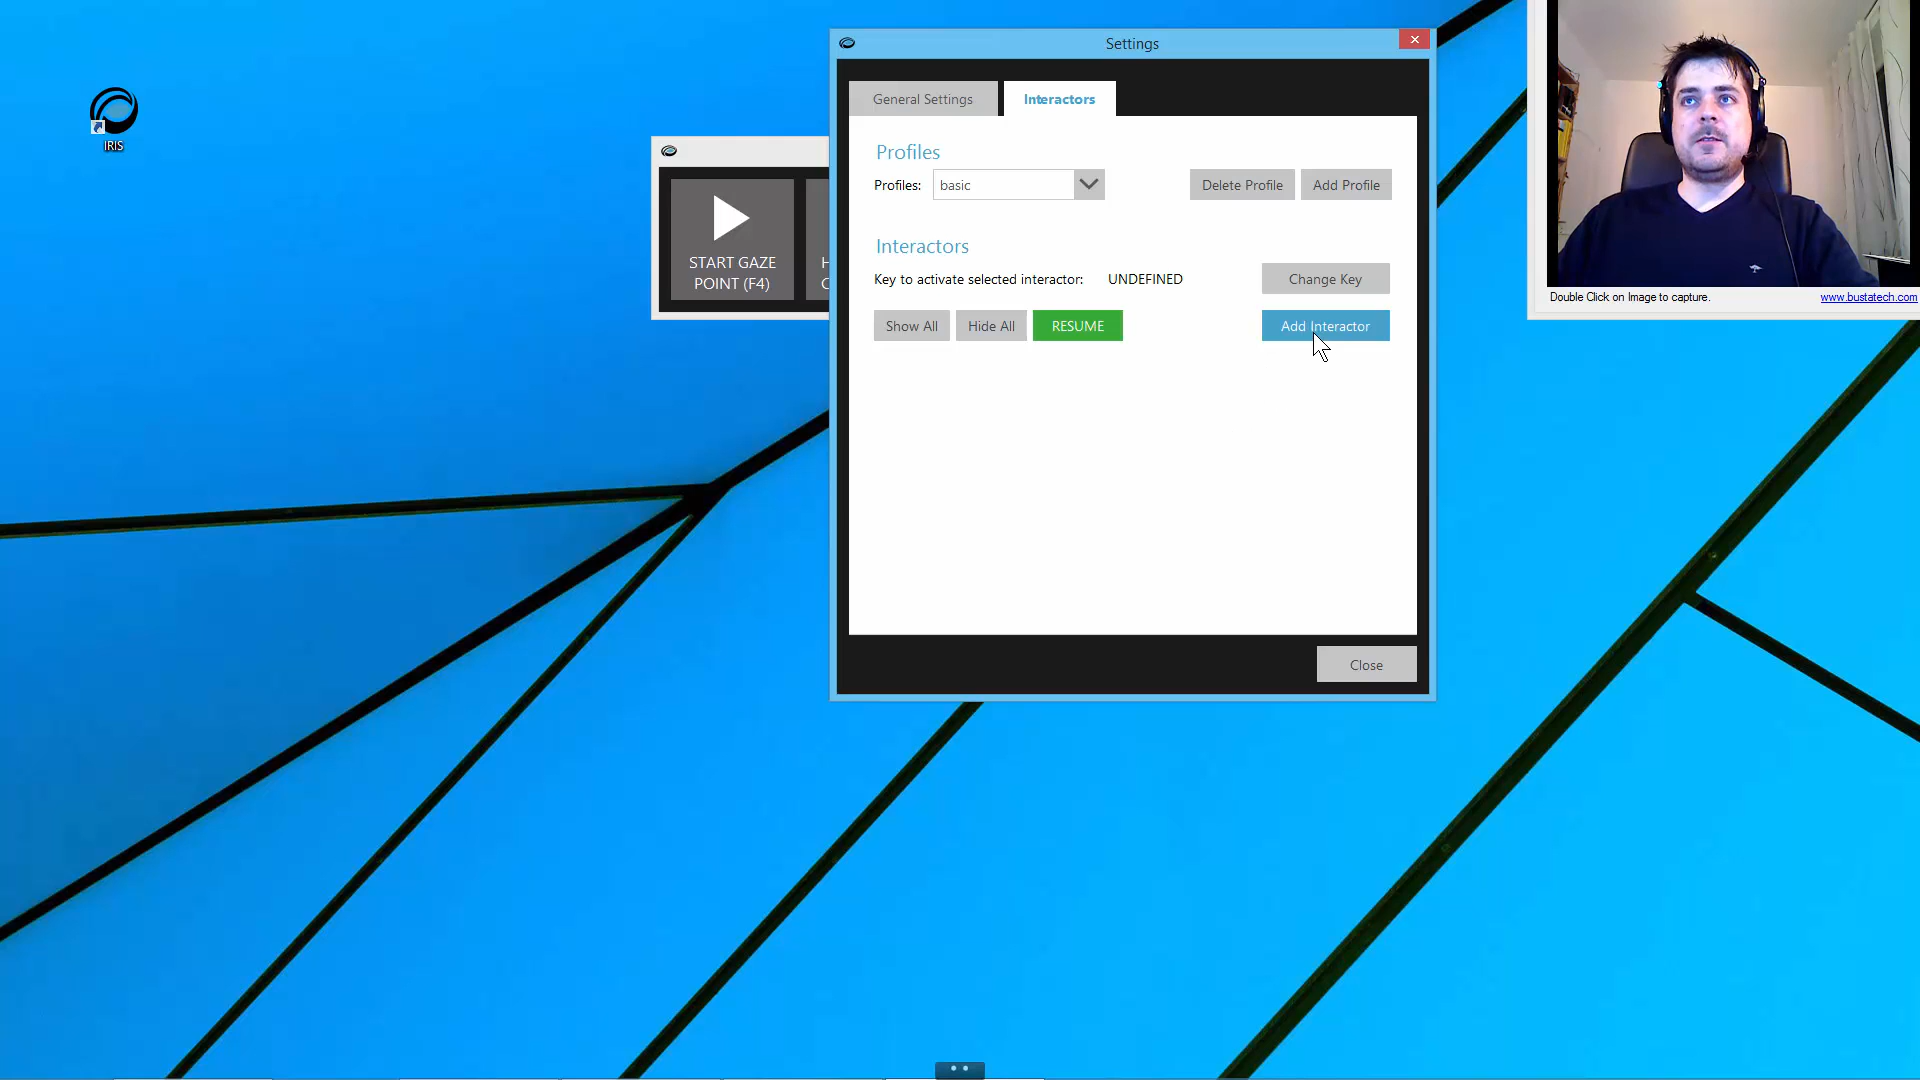 IRIS
START GAZE
POINT (F4)
Settings
General Settings
Interactors
Profiles
Profiles:
basic
Delete Profile
Add Profile
Interactors
Key to activate selected interactor:
UNDEFINED
Change Key
Show All
Hide All
RESUME
Add Interactor
Close
Double Click on Image to capture.
www.bustatech.com